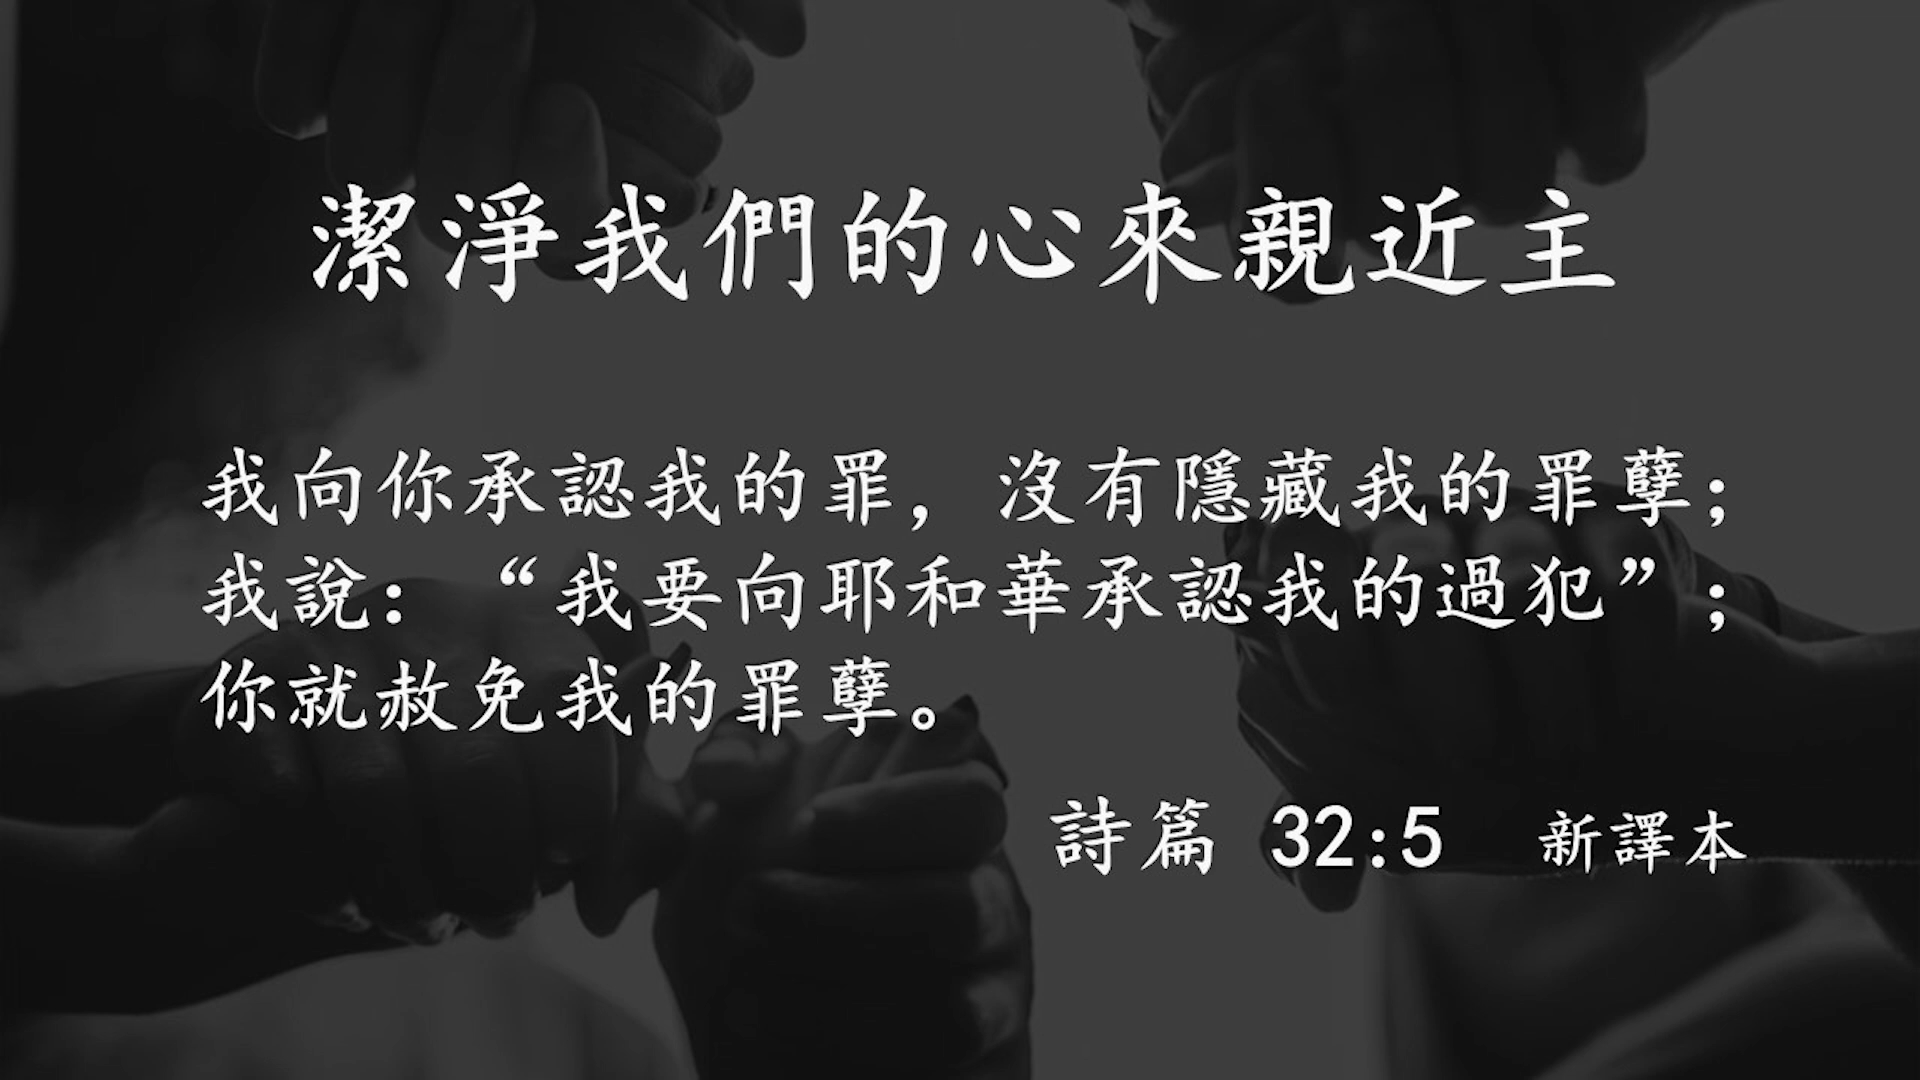 潔淨我們的心來親近主
我向你承認我的罪，沒有隱藏我的罪孽；
我說：“我要向耶和華承認我的過犯”；
你就赦免我的罪孽。
詩篇 32:5 新譯本